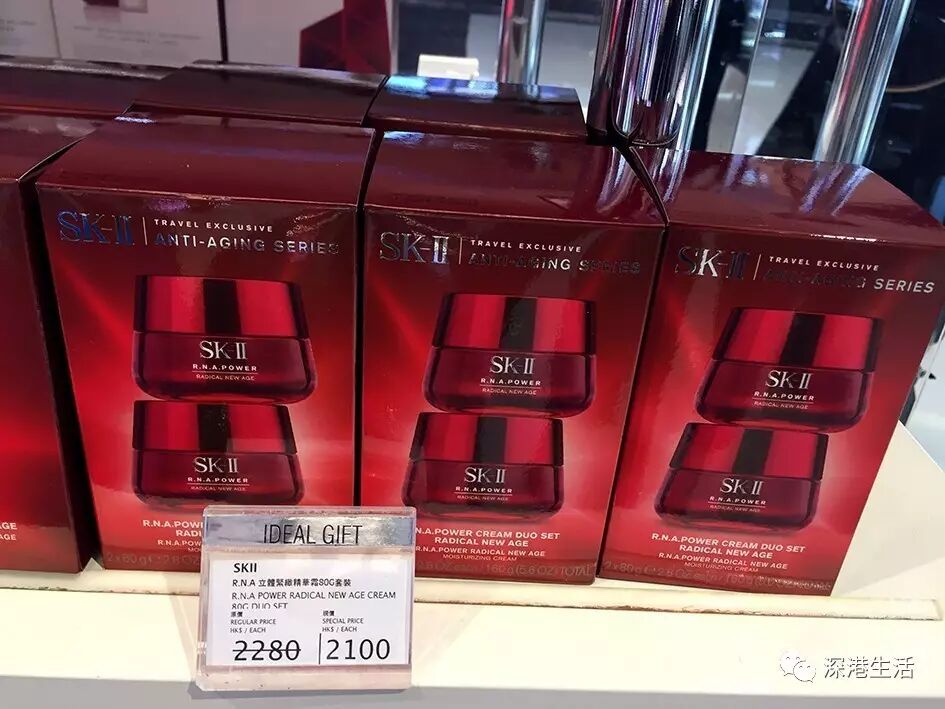 SK-II | TRAVEL EXCLUSIVE
ANTI-AGING SERIES
SK-II
R.N.A.POWER
RADICAL NEW AGE
SK-II
R.N.A.POWER
RADICAL NEW AGE
SK-II | TRAVEL EXCLUSIVE
ANTI-AGING SERIES
SK-II
R.N.A.POWER
RADICAL NEW AGE
SK-II
R.N.A.POWER
RADICAL NEW AGE
R.N.A.POWER CREAM DUO SET
RADICAL NEW AGE
R.N.A.POWER RADICAL NEW AGE
MOISTURIZING CREAM
160g (5.6 OZ) TOTAL
SK-II | TRAVEL EXCLUSIVE
ANTI-AGING SERIES
SK-II
R.N.A.POWER
RADICAL NEW AGE
SK-II
R.N.A.POWER
RADICAL NEW AGE
R.N.A.POWER CREAM DUO SET
RADICAL NEW AGE
R.N.A.POWER RADICAL NEW AGE
MOISTURIZING CREAM
IDEAL GIFT
SKII
R.N.A 立體緊緻精華霜80G套裝
R.N.A POWER RADICAL NEW AGE CREAM
80G DUO SET
原價 現價
REGULAR PRICE SPECIAL PRICE
HK$ / EACH HK$ / EACH
2280 2100
深港生活